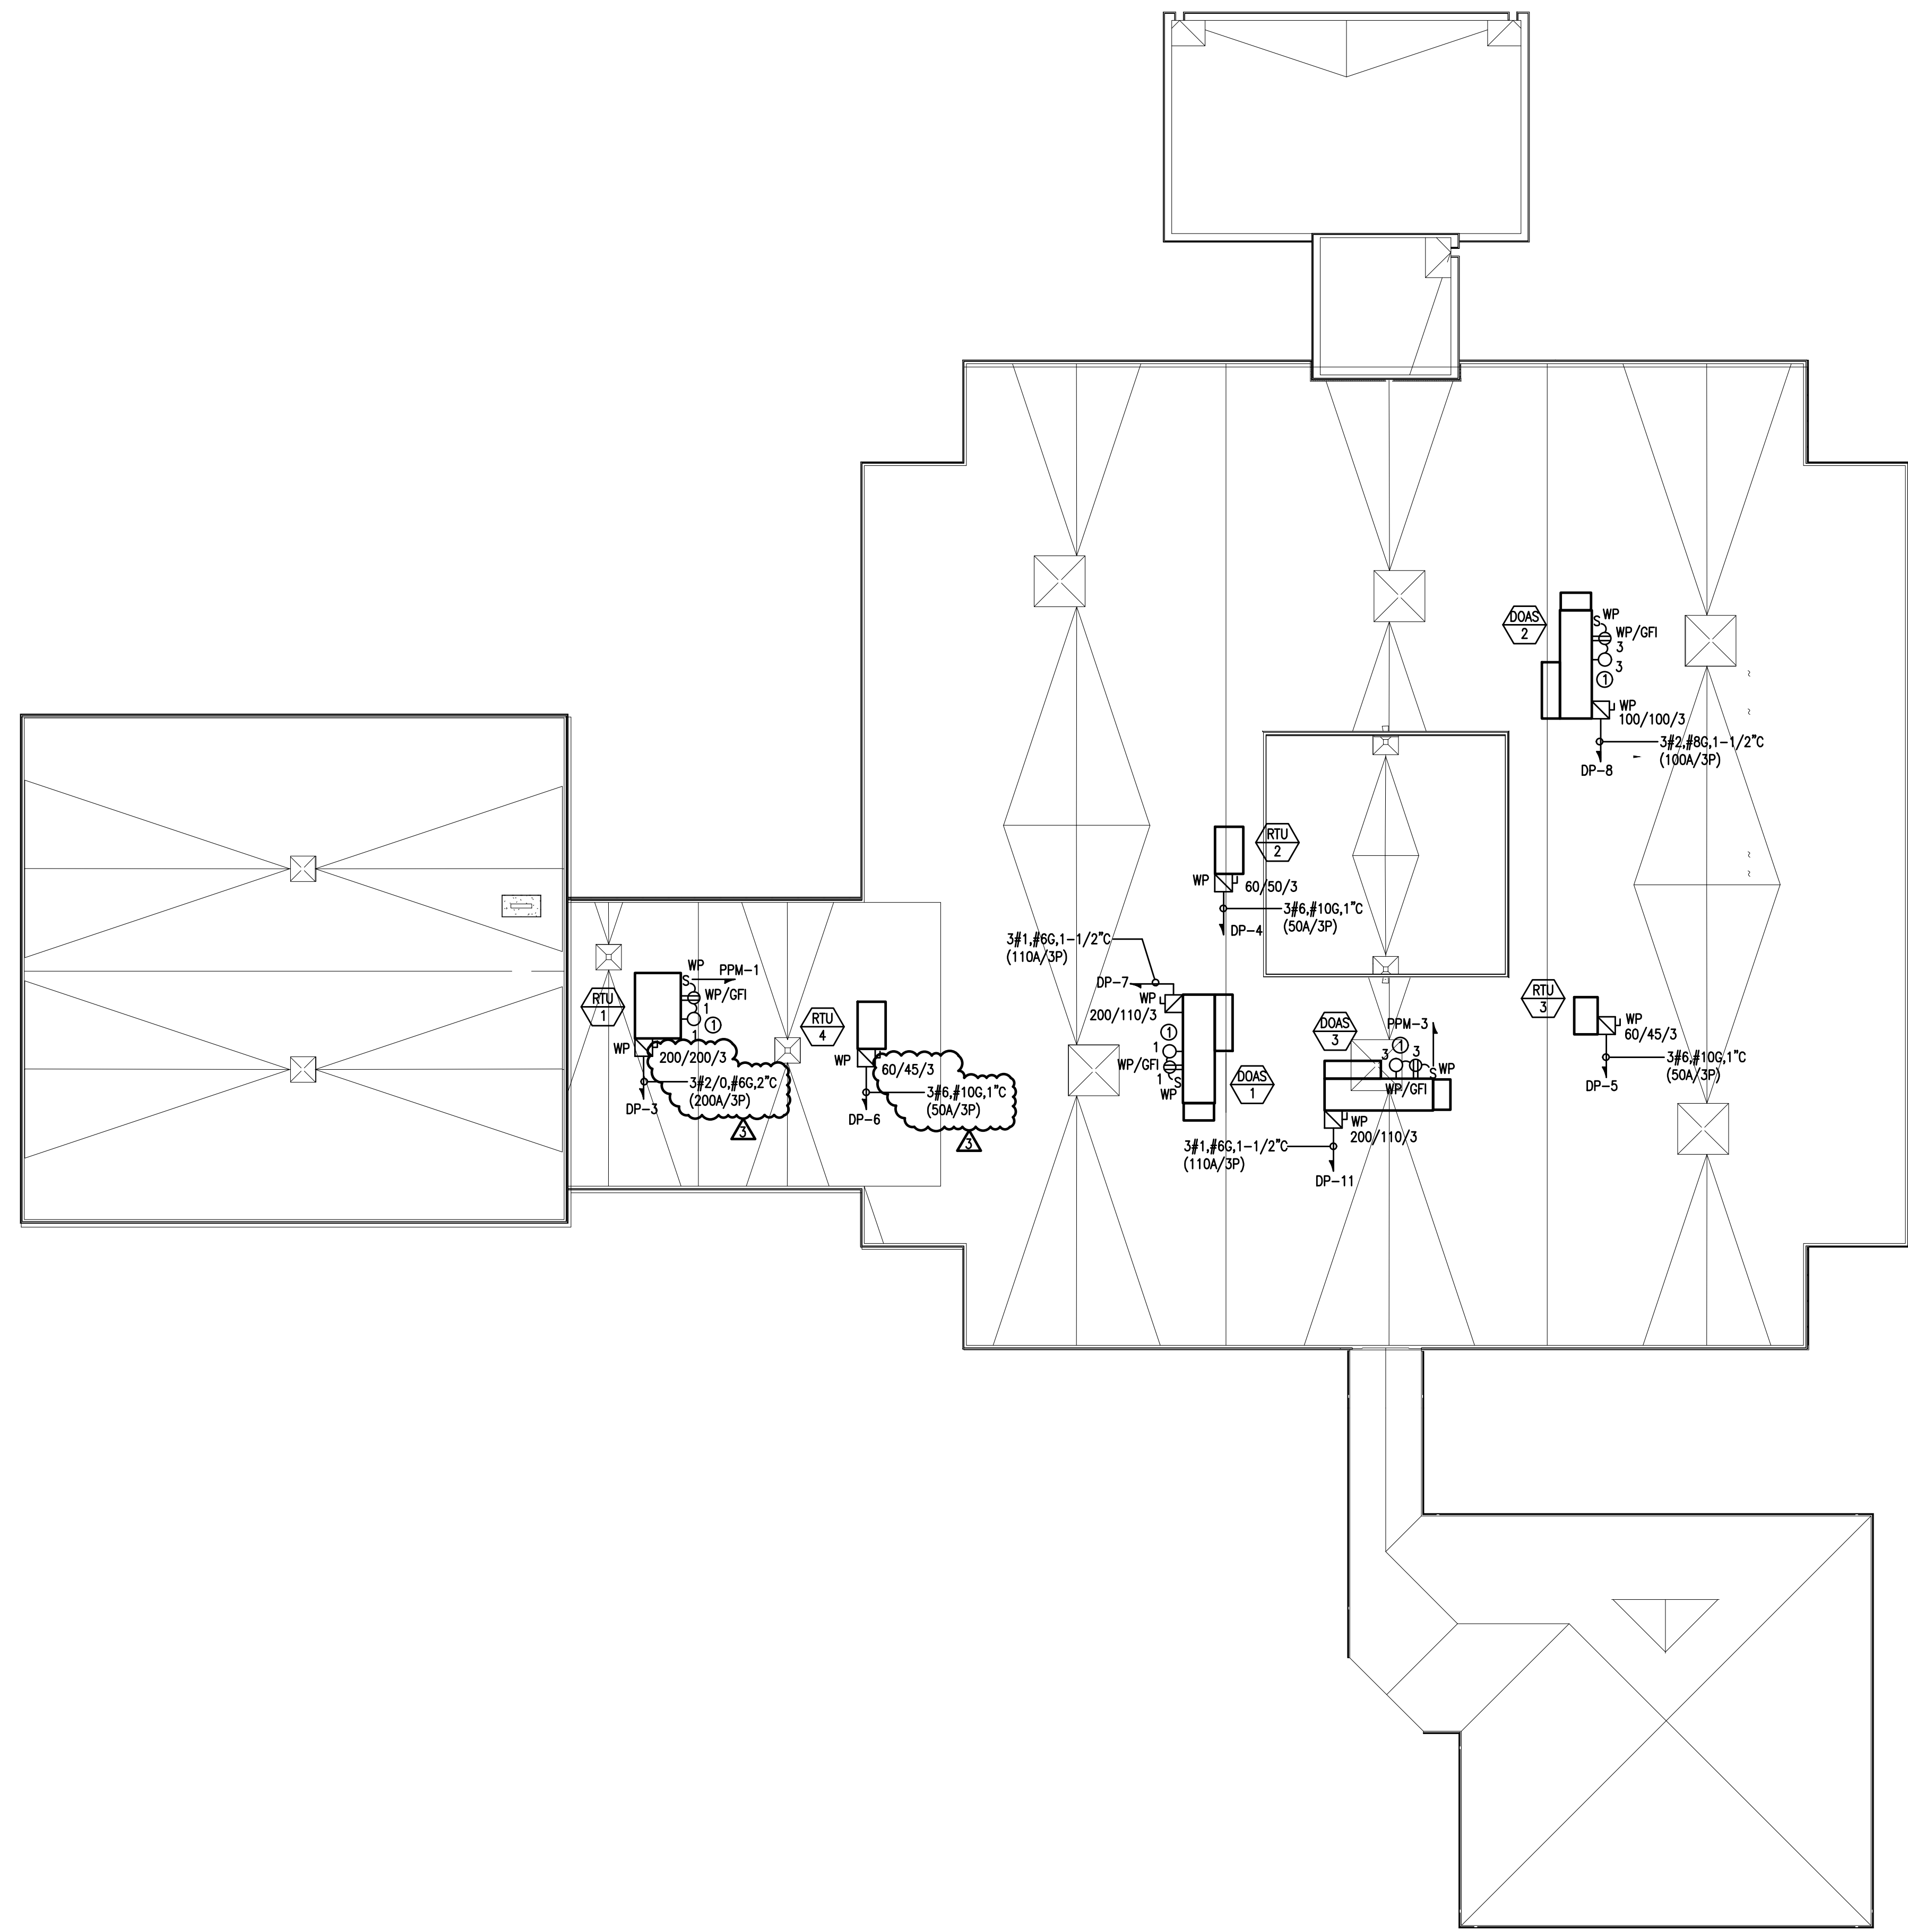 DOAS
2
WP
S
WP/GFI
3
3
1
WP
100/100/3
3#2,#8G,1-1/2"C
(100A/3P)
DP-8
RTU
2
WP
60/50/3
3#6,#10G,1"C
(50A/3P)
DP-4
3#1,#6G,1-1/2"C
(110A/3P)
DP-7
WP
200/110/3
1
1
WP/GFI
1
S
WP
DOAS
1
RTU
1
WP
S
PPM-1
WP/GFI
1
1
1
WP
200/200/3
3#2/0,#6G,2"C
(200A/3P)
DP-3
3
RTU
4
WP
60/45/3
3#6,#10G,1"C
(50A/3P)
DP-6
3
DOAS
3
PPM-3
1
3
3
WP
S
WP/GFI
WP
200/110/3
3#1,#6G,1-1/2"C
(110A/3P)
DP-11
RTU
3
WP
60/45/3
3#6,#10G,1"C
(50A/3P)
DP-5